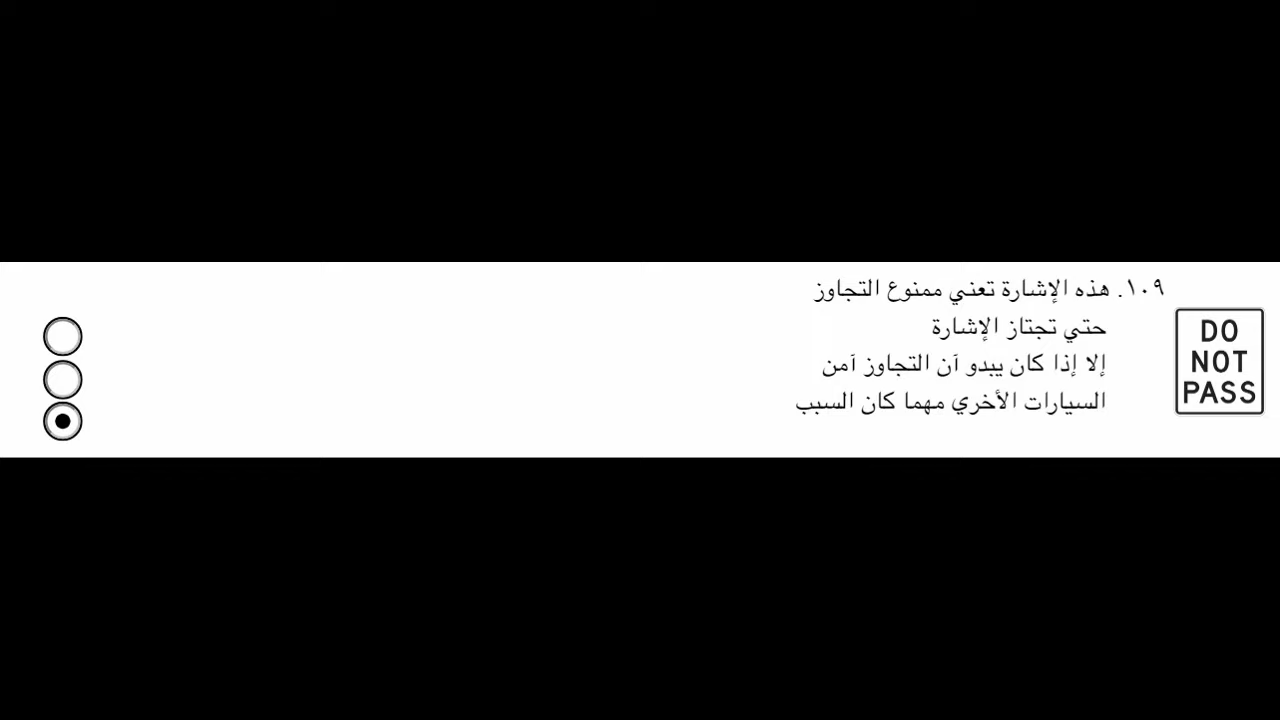 ١٠٩. هذه الإشارة تعني ممنوع التجاوز
حتي تجتاز الإشارة
إلا إذا كان يبدو آن التجاوز آمن
السيارات الأخري مهما كان السبب
DO
NOT
PASS